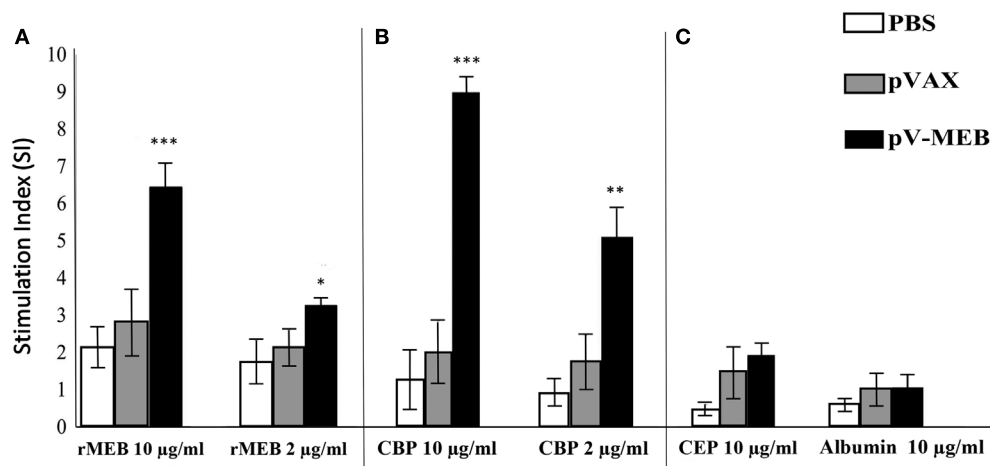 A
B
C
PBS
pVAX
pV-MEB
Stimulation Index (SI)
10
9
8
7
6
5
4
3
2
1
0
***
*
***
**
rMEB 10 µg/ml
rMEB 2 µg/ml
CBP 10 µg/ml
CBP 2 µg/ml
CEP 10 µg/ml
Albumin 10 µg/ml